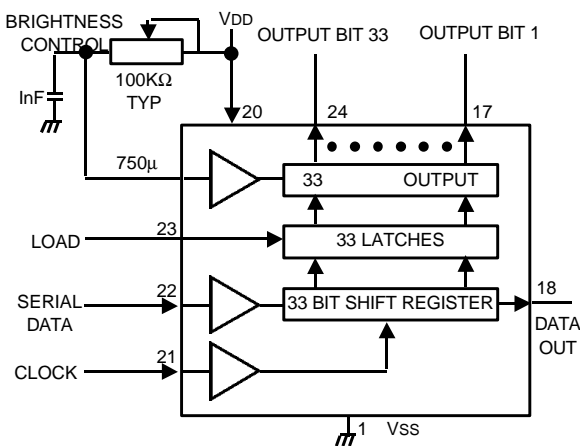 BRIGHTNESS
CONTROL
VDD
OUTPUT BIT 33
OUTPUT BIT 1
100KΩ
TYP
InF
20
24
17
750μ
33 OUTPUT
23
LOAD
33 LATCHES
22
SERIAL
DATA
33 BIT SHIFT REGISTER
18
DATA
OUT
21
CLOCK
1 VSS